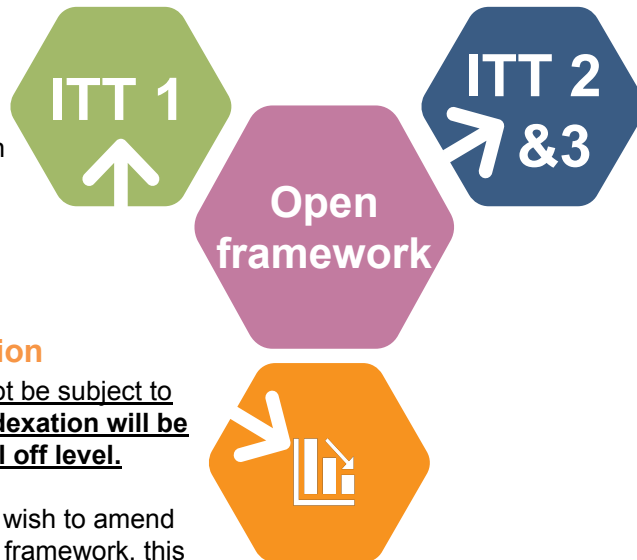 ITT 1
ITT 2
&3
n
Open
framework
ion
ot be subject to
dexation will be
l off level.
wish to amend
framework, this